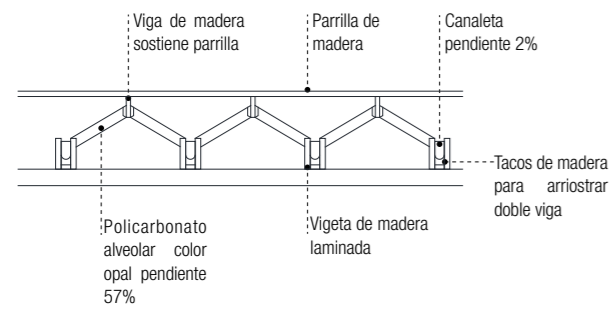 Viga de madera
sostiene parrilla
Parrilla de
madera
Canaleta
pendiente 2%
Tacos de madera
para arriostrar
doble viga
Policarbonato
alveolar color
opal pendiente
57%
Vigeta de madera
laminada